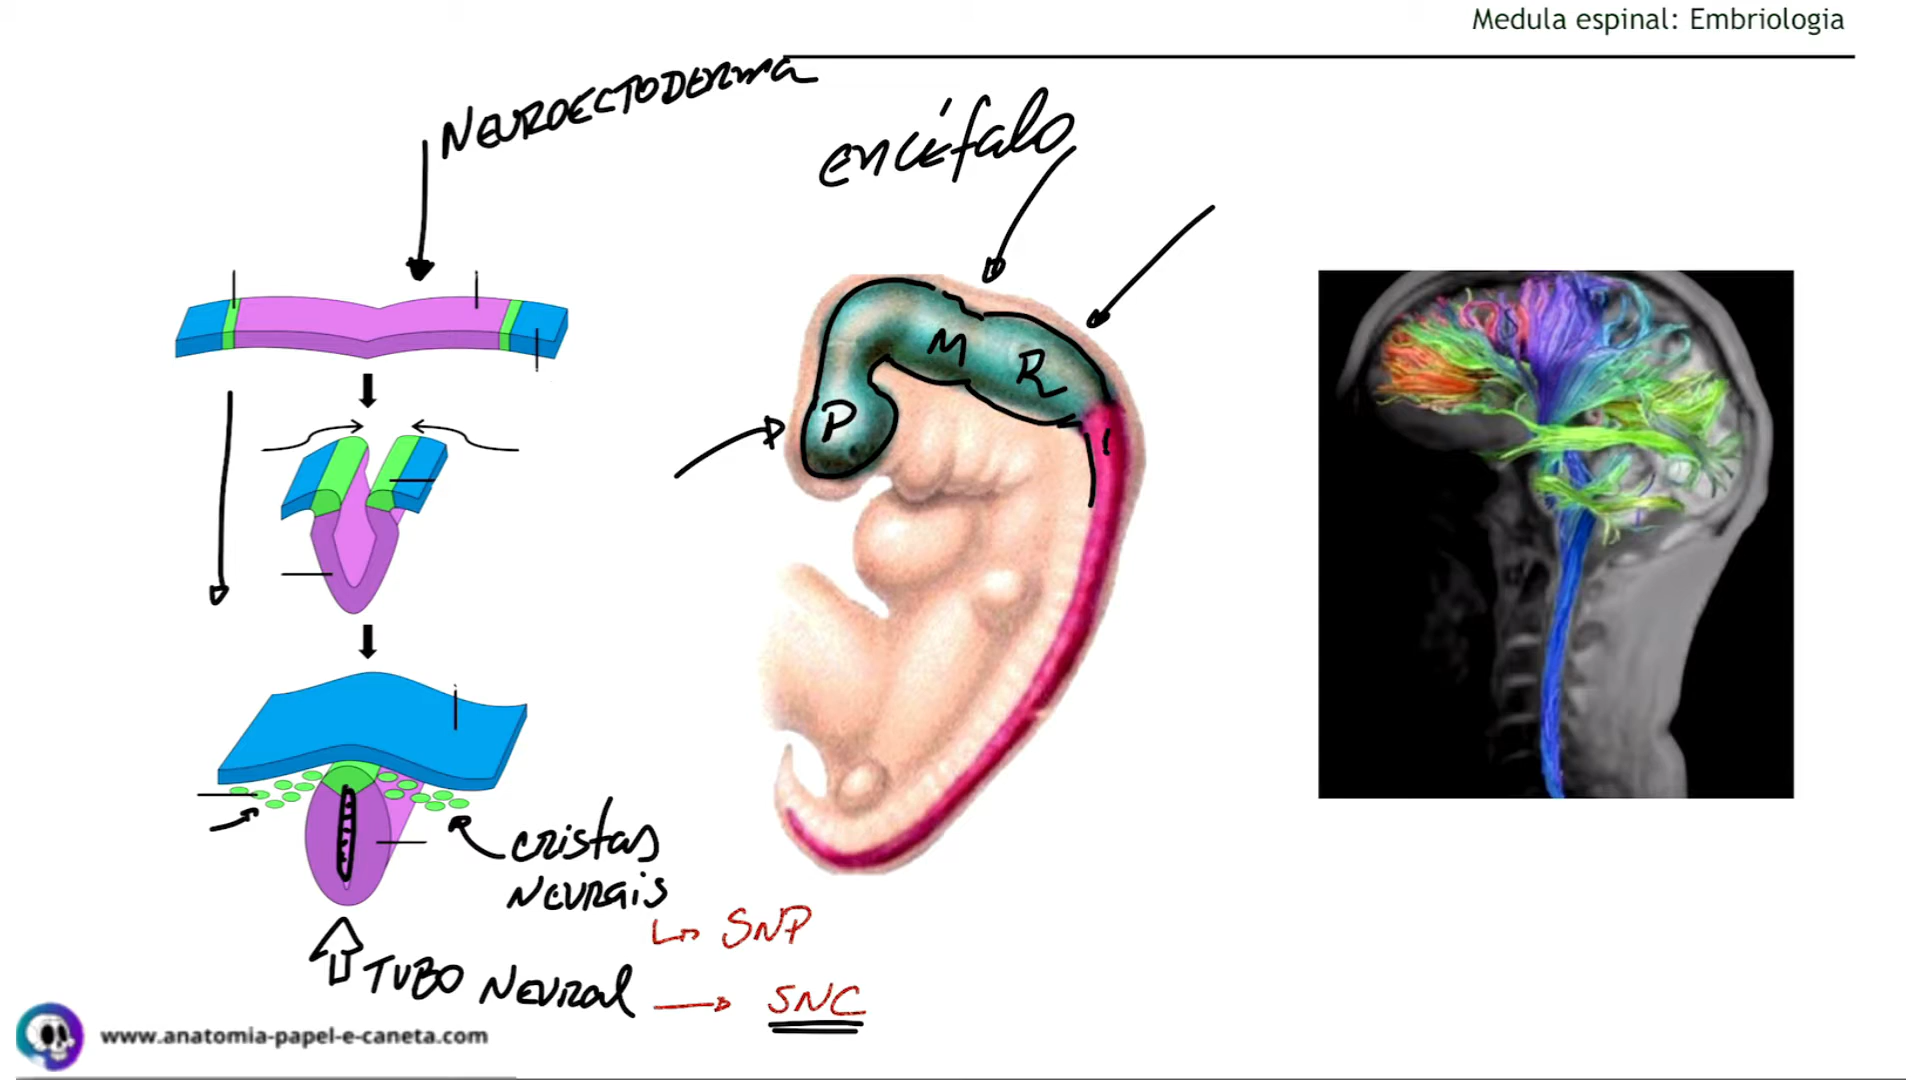 Medula espinal: Embriologia
NEUROECTODERMA
encéfalo
M
R
P
cristas
NEURAIS
SNP
TUBO NEURAL
SNC
www.anatomia-papel-e-caneta.com